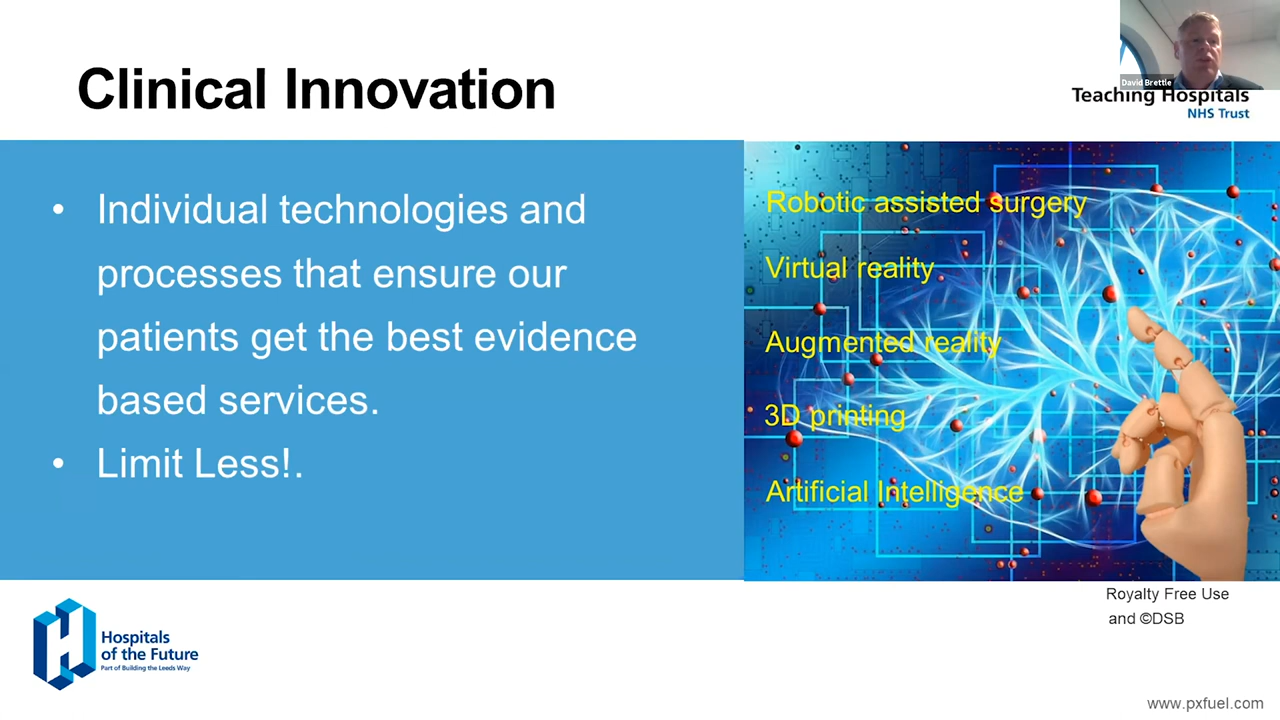 Clinical Innovation
David Brettle
Teaching Hospitals
NHS Trust
• Individual technologies and
processes that ensure our
patients get the best evidence
based services.
• Limit Less!.
Robotic assisted surgery
Virtual reality
Augmented reality
3D printing
Artificial Intelligence
Royalty Free Use
and ©DSB
Hospitals
of the Future
Part of Building the Leeds Way
www.pxfuel.com